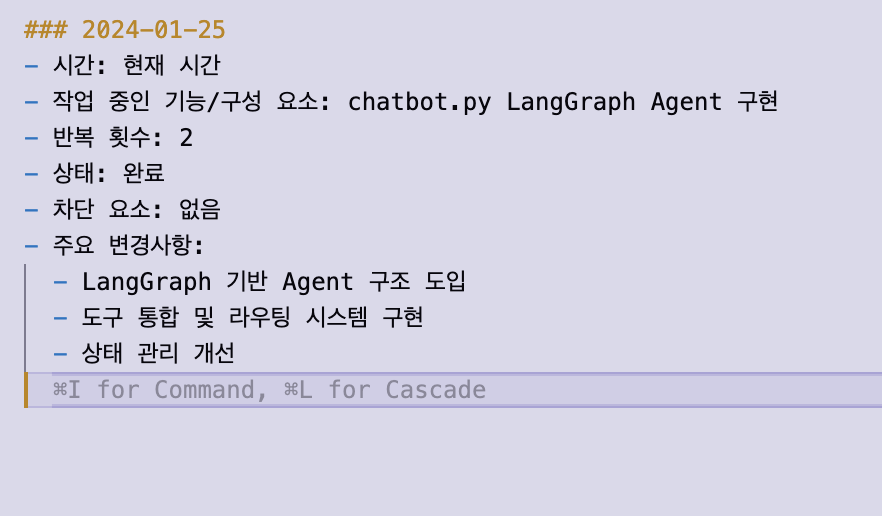 ### 2024-01-25
- 시간: 현재 시간
- 작업 중인 기능/구성 요소: chatbot.py LangGraph Agent 구현
- 반복 횟수: 2
- 상태: 완료
- 차단 요소: 없음
- 주요 변경사항:
- LangGraph 기반 Agent 구조 도입
- 도구 통합 및 라우팅 시스템 구현
- 상태 관리 개선
⌘I for Command, ⌘L for Cascade